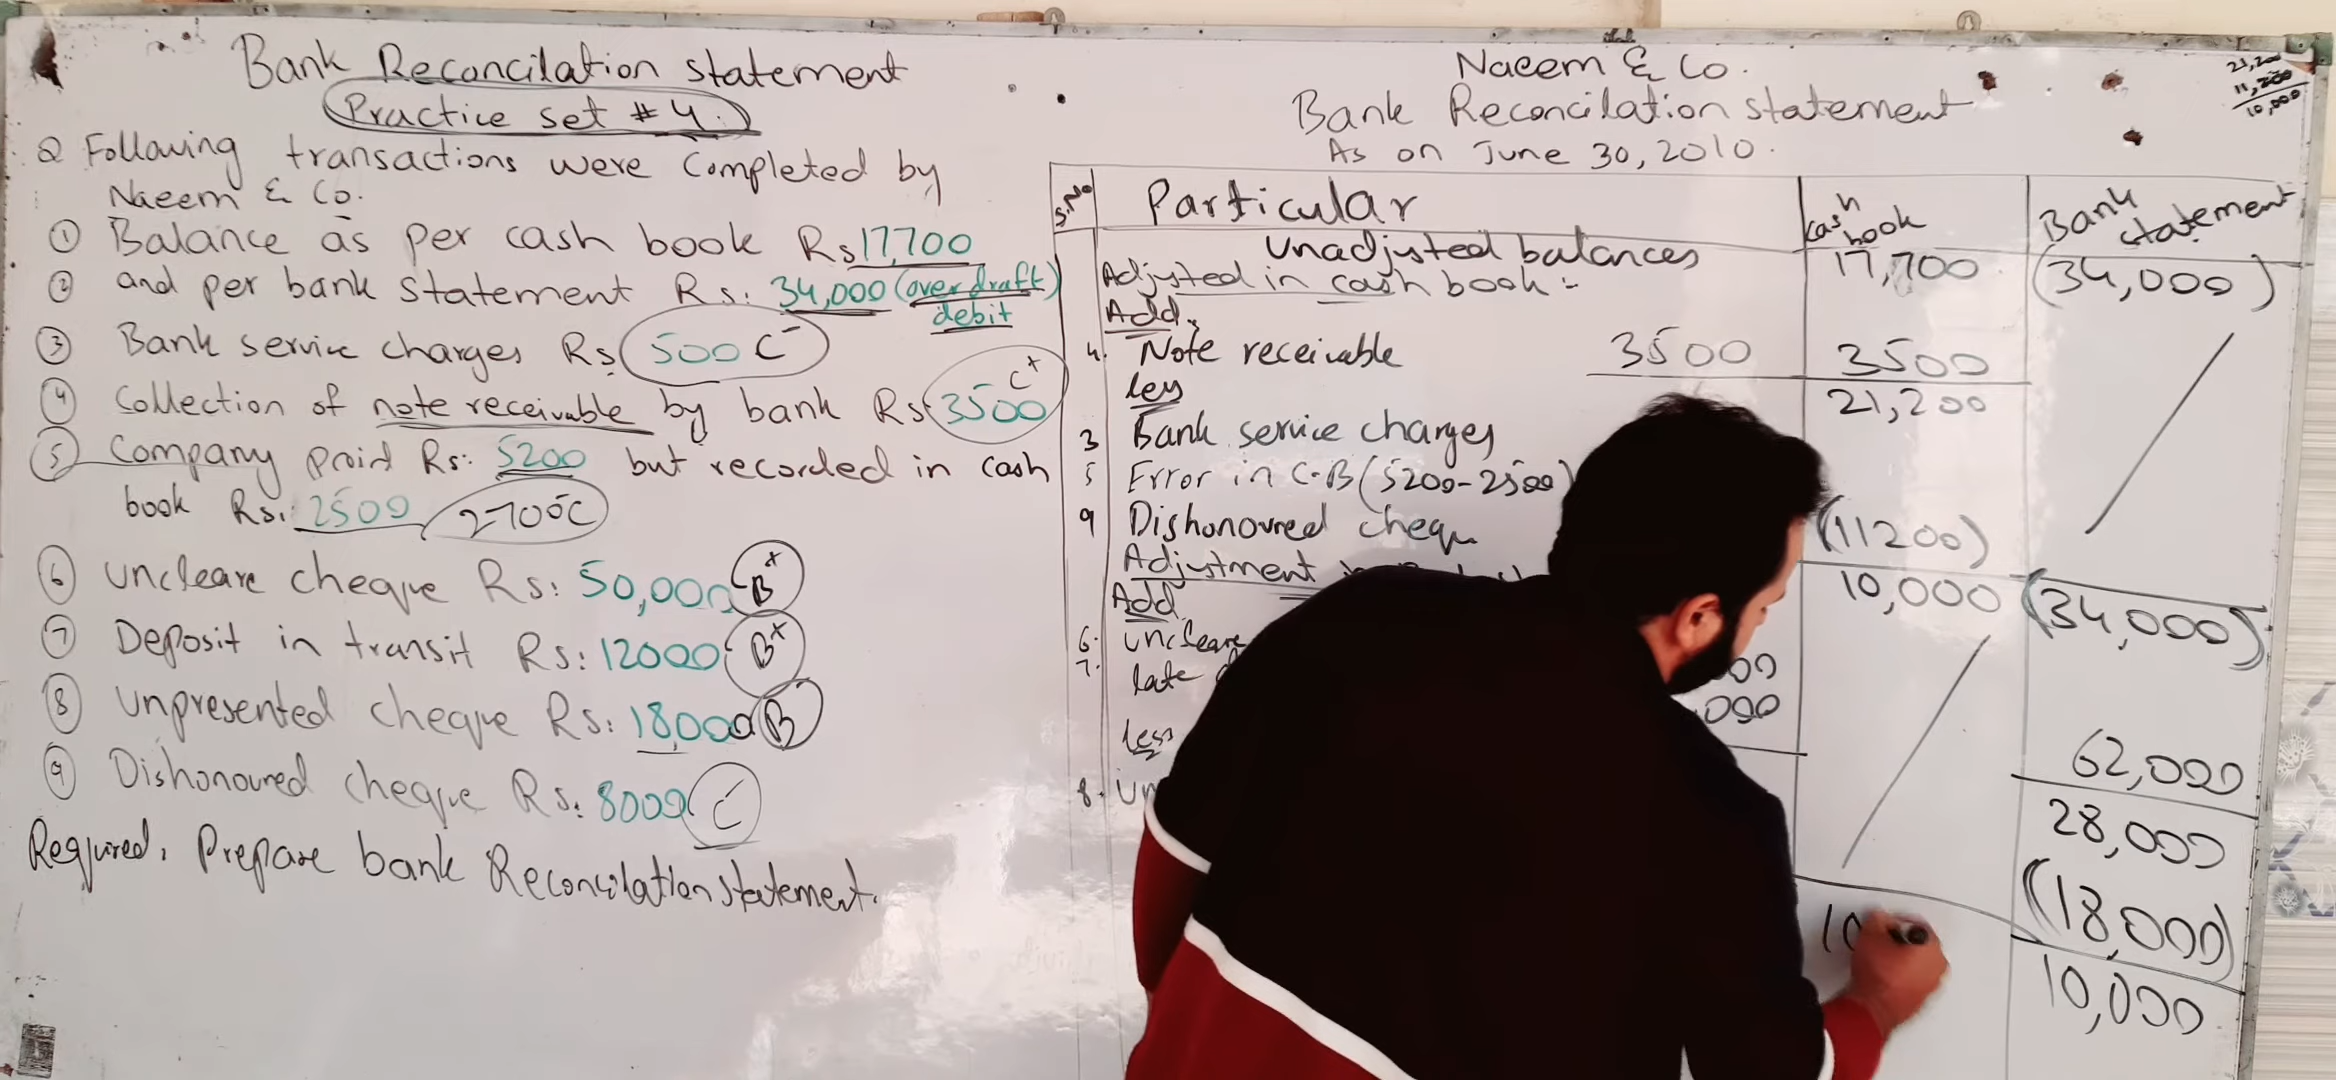 Bank Reconcilation statement
Practice set # 4.
Q Following transactions were completed by
Naeem & Co.
① Balance as per cash book Rs 17,700
② and per bank statement Rs: 34,000 (over draft)
debit
③ Bank service charges Rs 500 C-
④ Collection of note receivable by bank Rs 3500 C+
⑤ Company paid Rs: 5200 but recorded in cash
book Rs: 2500 2700 C-
⑥ Uncleare cheque Rs: 50,000 B+
⑦ Deposit in transit Rs: 12000 B+
⑧ Unpresented cheque Rs: 18,000 B-
⑨ Dishonoured cheque Rs: 8000 C-
Required, Prepare bank Reconcilation statement.
Naeem & Co.
Bank Reconcilation statement
As on June 30, 2010.
21,200
11,200
10,000
S.No Particular Cash book Bank statement
Unadjusted balances 17,700 (34,000)
Adjusted in cash book:-
Add.
4. Note receivable 3500 3500
less 21,200
3 Bank service charges
5 Error in C.B (5200-2500)
9 Dishonoured cheque (11200)
Adjustment 10,000 (34,000)
Add
6. uncleare
7. late
62,000
less 28,000
8. (18,000)
10,000